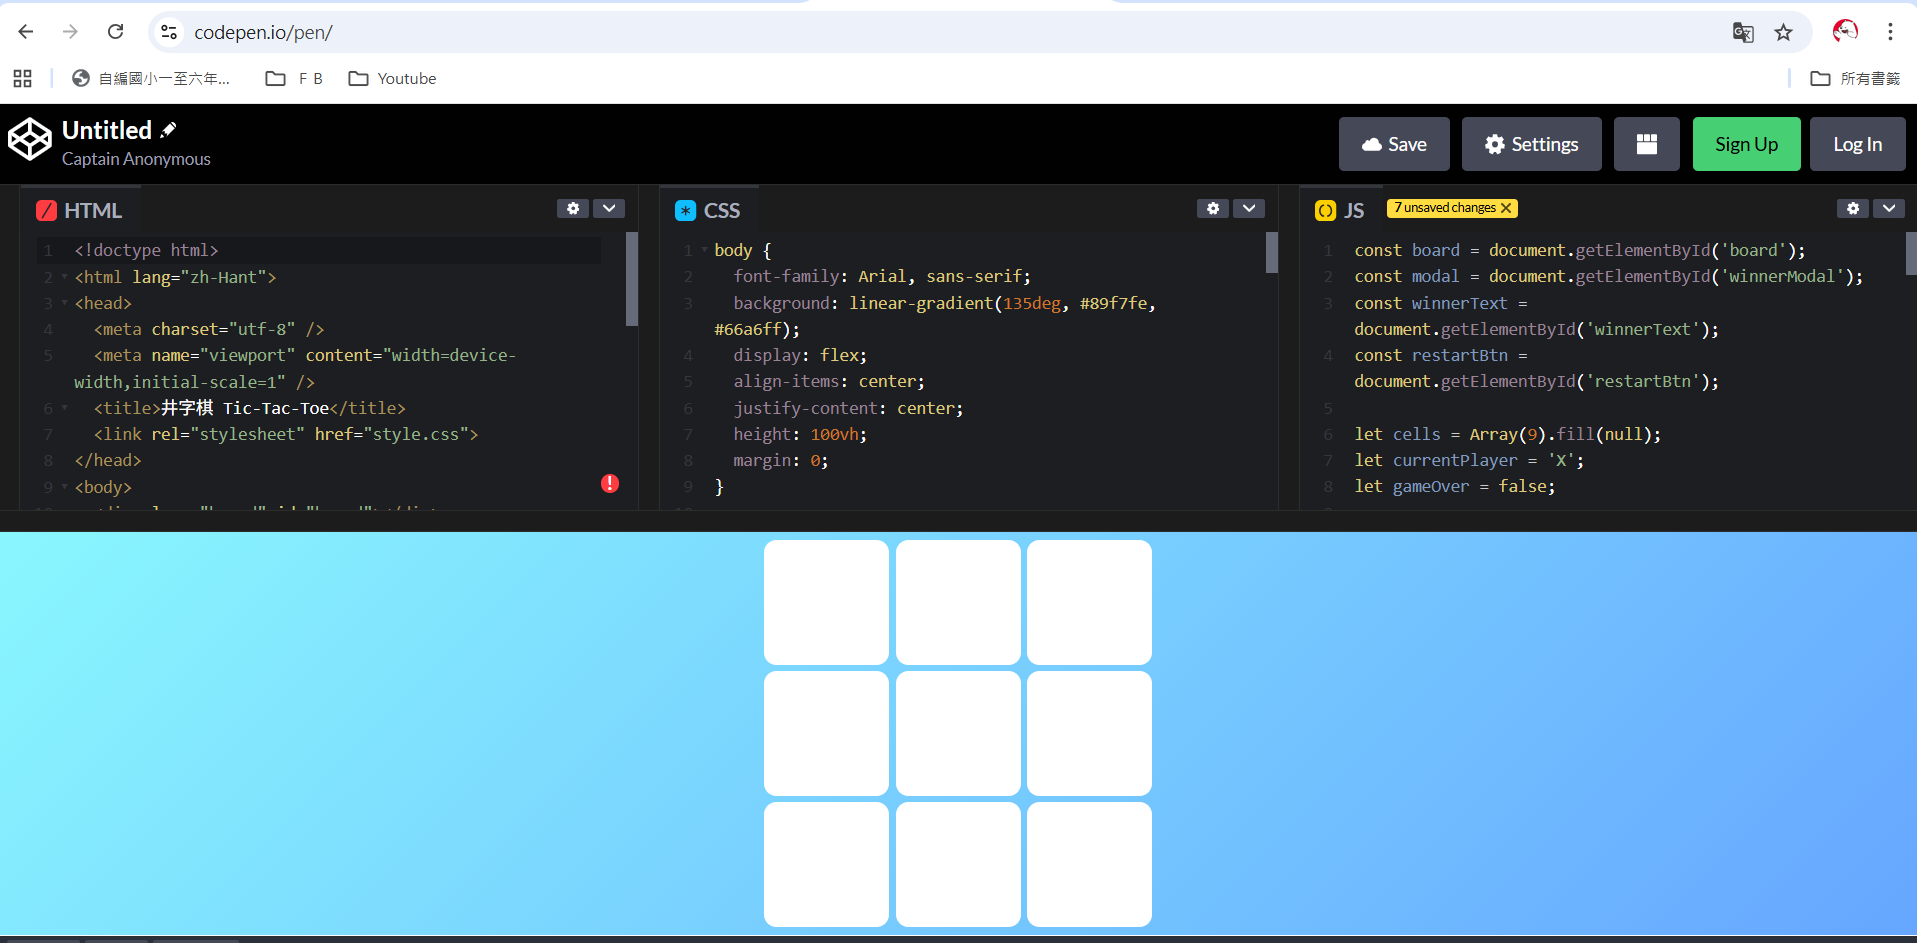 codepen.io/pen/
自編國小一至六年...
F B
Youtube
所有書籤
Untitled
Captain Anonymous
Save
Settings
Sign Up
Log In
HTML
1 <!doctype html>
2 <html lang="zh-Hant">
3 <head>
4 <meta charset="utf-8" />
5 <meta name="viewport" content="width=device-
width,initial-scale=1" />
6 <title>井字棋 Tic-Tac-Toe</title>
7 <link rel="stylesheet" href="style.css">
8 </head>
9 <body>
CSS
1 body {
2 font-family: Arial, sans-serif;
3 background: linear-gradient(135deg, #89f7fe,
#66a6ff);
4 display: flex;
5 align-items: center;
6 justify-content: center;
7 height: 100vh;
8 margin: 0;
9 }
JS
7 unsaved changes
1 const board = document.getElementById('board');
2 const modal = document.getElementById('winnerModal');
3 const winnerText =
document.getElementById('winnerText');
4 const restartBtn =
document.getElementById('restartBtn');
5
6 let cells = Array(9).fill(null);
7 let currentPlayer = 'X';
8 let gameOver = false;